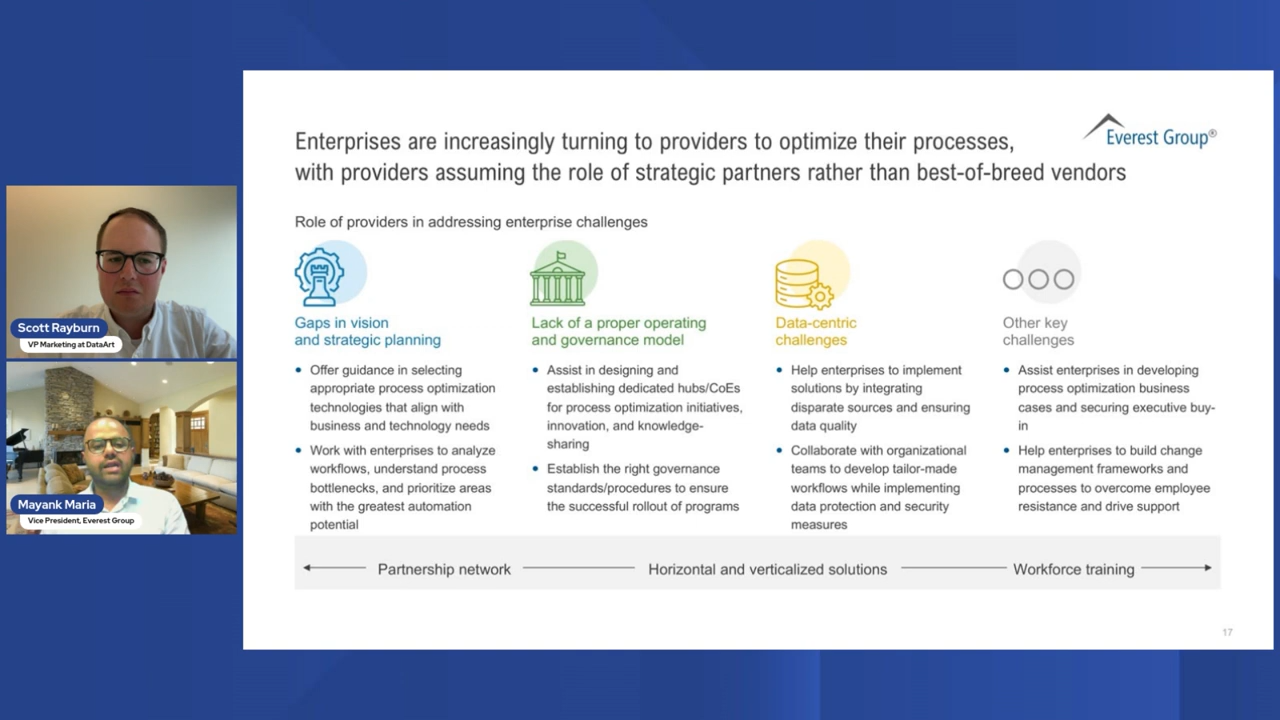 Enterprises are increasingly turning to providers to optimize their processes,
with providers assuming the role of strategic partners rather than best-of-breed vendors
Everest Group®
Role of providers in addressing enterprise challenges
Gaps in vision
and strategic planning
Offer guidance in selecting
appropriate process optimization
technologies that align with
business and technology needs
Work with enterprises to analyze
workflows, understand process
bottlenecks, and prioritize areas
with the greatest automation
potential
Lack of a proper operating
and governance model
Assist in designing and
establishing dedicated hubs/CoEs
for process optimization initiatives,
innovation, and knowledge-
sharing
Establish the right governance
standards/procedures to ensure
the successful rollout of programs
Data-centric
challenges
Help enterprises to implement
solutions by integrating
disparate sources and ensuring
data quality
Collaborate with organizational
teams to develop tailor-made
workflows while implementing
data protection and security
measures
Other key
challenges
Assist enterprises in developing
process optimization business
cases and securing executive buy-
in
Help enterprises to build change
management frameworks and
processes to overcome employee
resistance and drive support
Partnership network
Horizontal and verticalized solutions
Workforce training
17
Scott Rayburn
VP Marketing at DataArt
Mayank Maria
Vice President, Everest Group